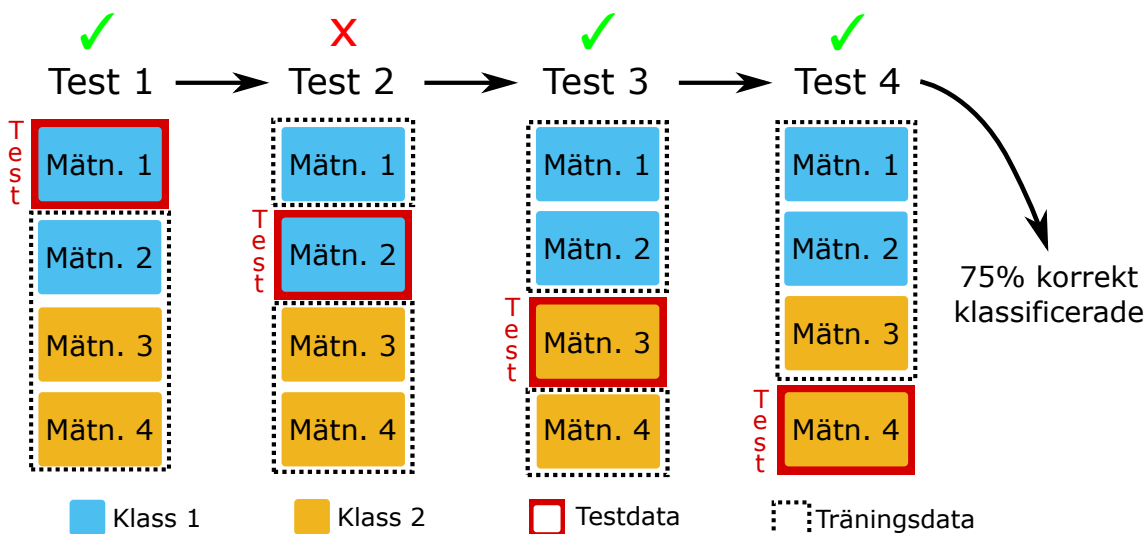 X
Test 1
Test 2
Test 3
Test 4
Test
Mätn. 1
Mätn. 2
Mätn. 3
Mätn. 4
Mätn. 1
Test
Mätn. 2
Mätn. 3
Mätn. 4
Mätn. 1
Mätn. 2
Test
Mätn. 3
Mätn. 4
Mätn. 1
Mätn. 2
Mätn. 3
Test
Mätn. 4
75% korrekt
klassificerade
Klass 1
Klass 2
Testdata
Träningsdata